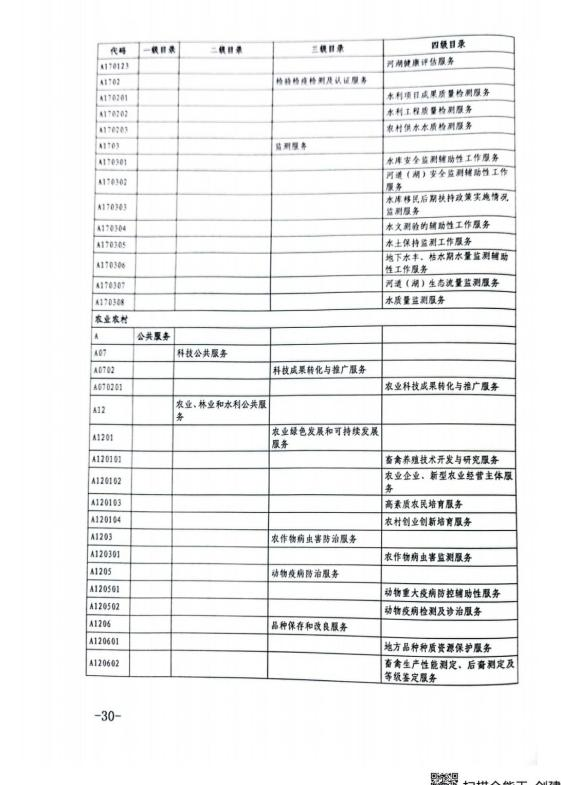 代码 一级目录 二级目录 三级目录 四级目录
A170123 河湖健康评估服务
A1702 检验检疫检测及认证服务
A170201 水利项目成果质量检测服务
A170202 水利工程质量检测服务
A170203 农村供水水质检测服务
A1703 监测服务
A170301 水库安全监测辅助性工作服务
A170302 河道（湖）安全监测辅助性工作
服务
A170303 水库移民后期扶持政策实施情况
监测服务
A170304 水文测验的辅助性工作服务
A170305 水土保持监测工作服务
A170306 地下水丰、枯水期水量监测辅助
性工作服务
A170307 河道（湖）生态流量监测服务
A170308 水质量监测服务
农业农村
A 公共服务
A07 科技公共服务
A0702 科技成果转化与推广服务
A070201 农业科技成果转化与推广服务
A12 农业、林业和水利公共服
务
A1201 农业绿色发展和可持续发展
服务
A120101 畜禽养殖技术开发与研究服务
A120102 农业企业、新型农业经营主体服
务
A120103 高素质农民培育服务
A120104 农村创业创新培育服务
A1203 农作物病虫害防治服务
A120301 农作物病虫害监测服务
A1205 动物疫病防治服务
A120501 动物重大疫病防控辅助性服务
A120502 动物疫病检测及诊治服务
A1206 品种保存和改良服务
A120601 地方品种种质资源保护服务
A120602 畜禽生产性能测定、后裔测定及
等级鉴定服务
-30-